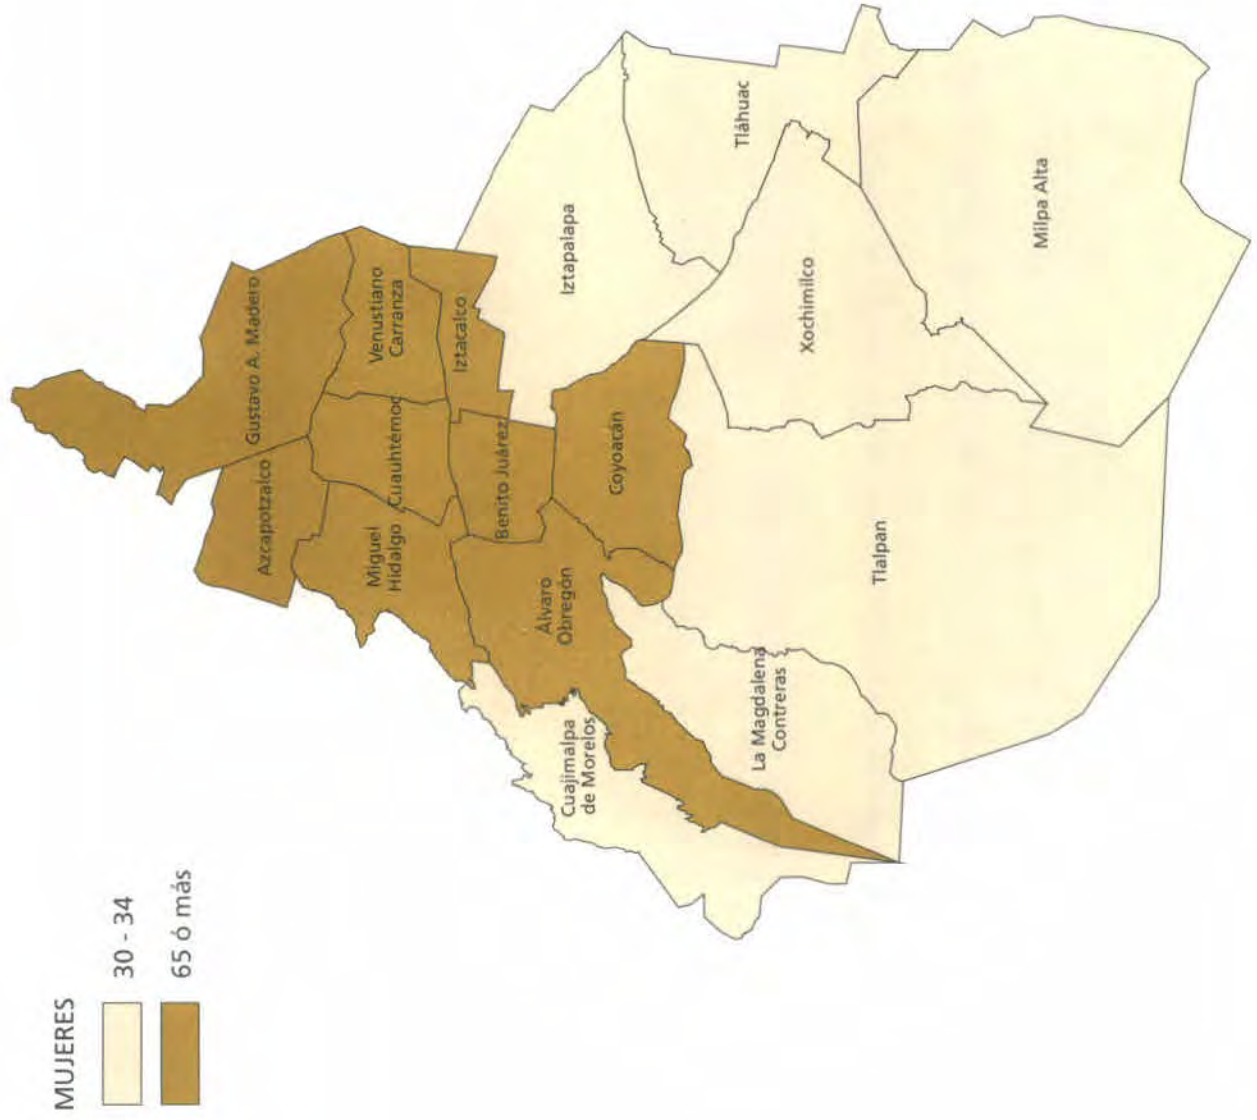 MUJERES
30 - 34
65 ó más
Gustavo A. Madero
Azcapotzalco
Venustiano
Carranza
Miguel
Hidalgo
Cuauhtémoc
Iztacalco
Benito Juárez
Álvaro
Obregón
Coyoacán
Iztapalapa
Cuajimalpa
de Morelos
Tláhuac
La Magdalena
Contreras
Xochimilco
Tlalpan
Milpa Alta